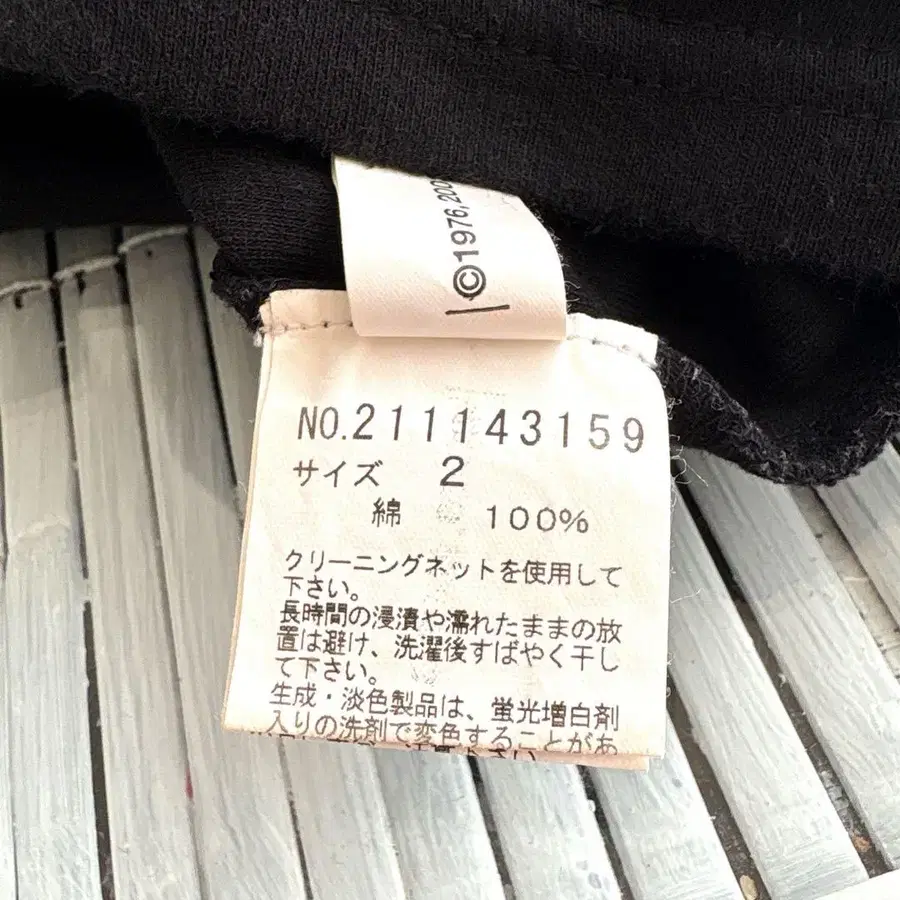 ©1976,200
NO.211143159
サイズ 2
綿 100%
クリーニングネットを使用して
下さい。
長時間の浸漬や濡れたままの放
置は避け、洗濯後すばやく干し
て下さい。
生成・淡色製品は、蛍光増白剤
入りの洗剤で変色することがあ